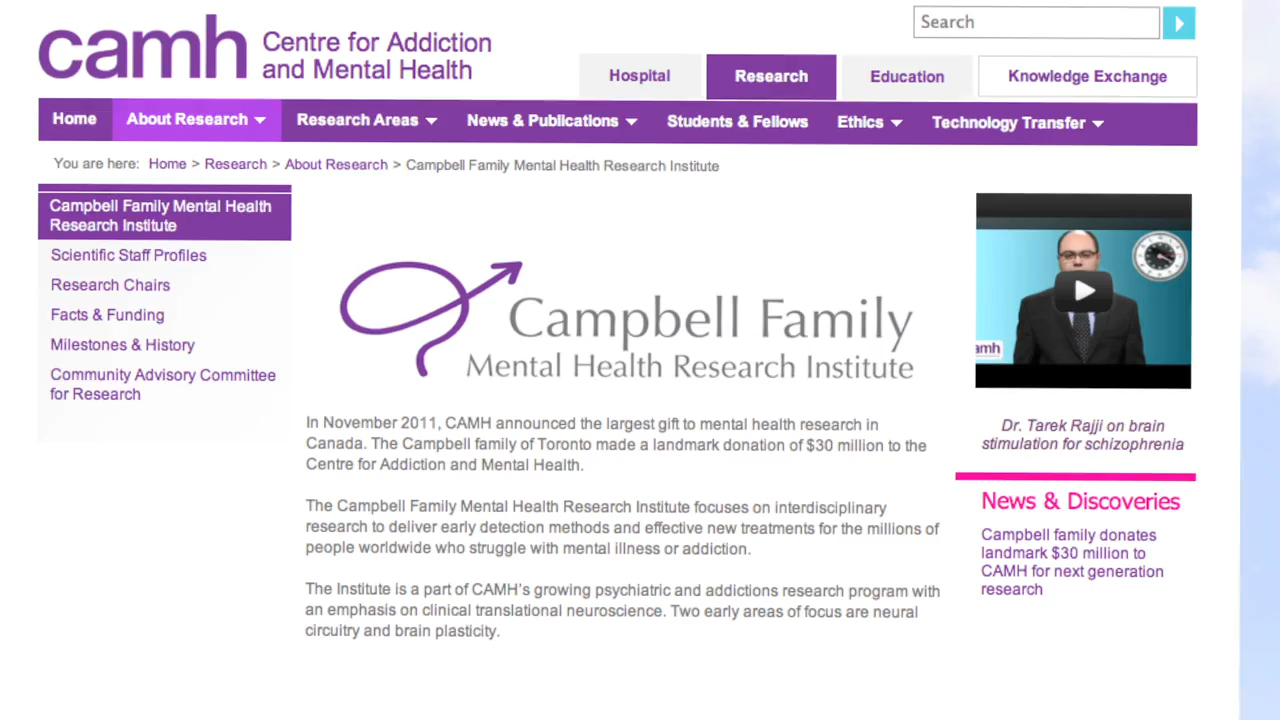 camh Centre for Addiction
and Mental Health
Search
Hospital
Research
Education
Knowledge Exchange
Home
About Research
Research Areas
News & Publications
Students & Fellows
Ethics
Technology Transfer
You are here: Home > Research > About Research > Campbell Family Mental Health Research Institute
Campbell Family Mental Health
Research Institute
Scientific Staff Profiles
Research Chairs
Facts & Funding
Milestones & History
Community Advisory Committee
for Research
Campbell Family
Mental Health Research Institute
In November 2011, CAMH announced the largest gift to mental health research in
Canada. The Campbell family of Toronto made a landmark donation of $30 million to the
Centre for Addiction and Mental Health.
The Campbell Family Mental Health Research Institute focuses on interdisciplinary
research to deliver early detection methods and effective new treatments for the millions of
people worldwide who struggle with mental illness or addiction.
The Institute is a part of CAMH's growing psychiatric and addictions research program with
an emphasis on clinical translational neuroscience. Two early areas of focus are neural
circuitry and brain plasticity.
amh
Dr. Tarek Rajji on brain
stimulation for schizophrenia
News & Discoveries
Campbell family donates
landmark $30 million to
CAMH for next generation
research